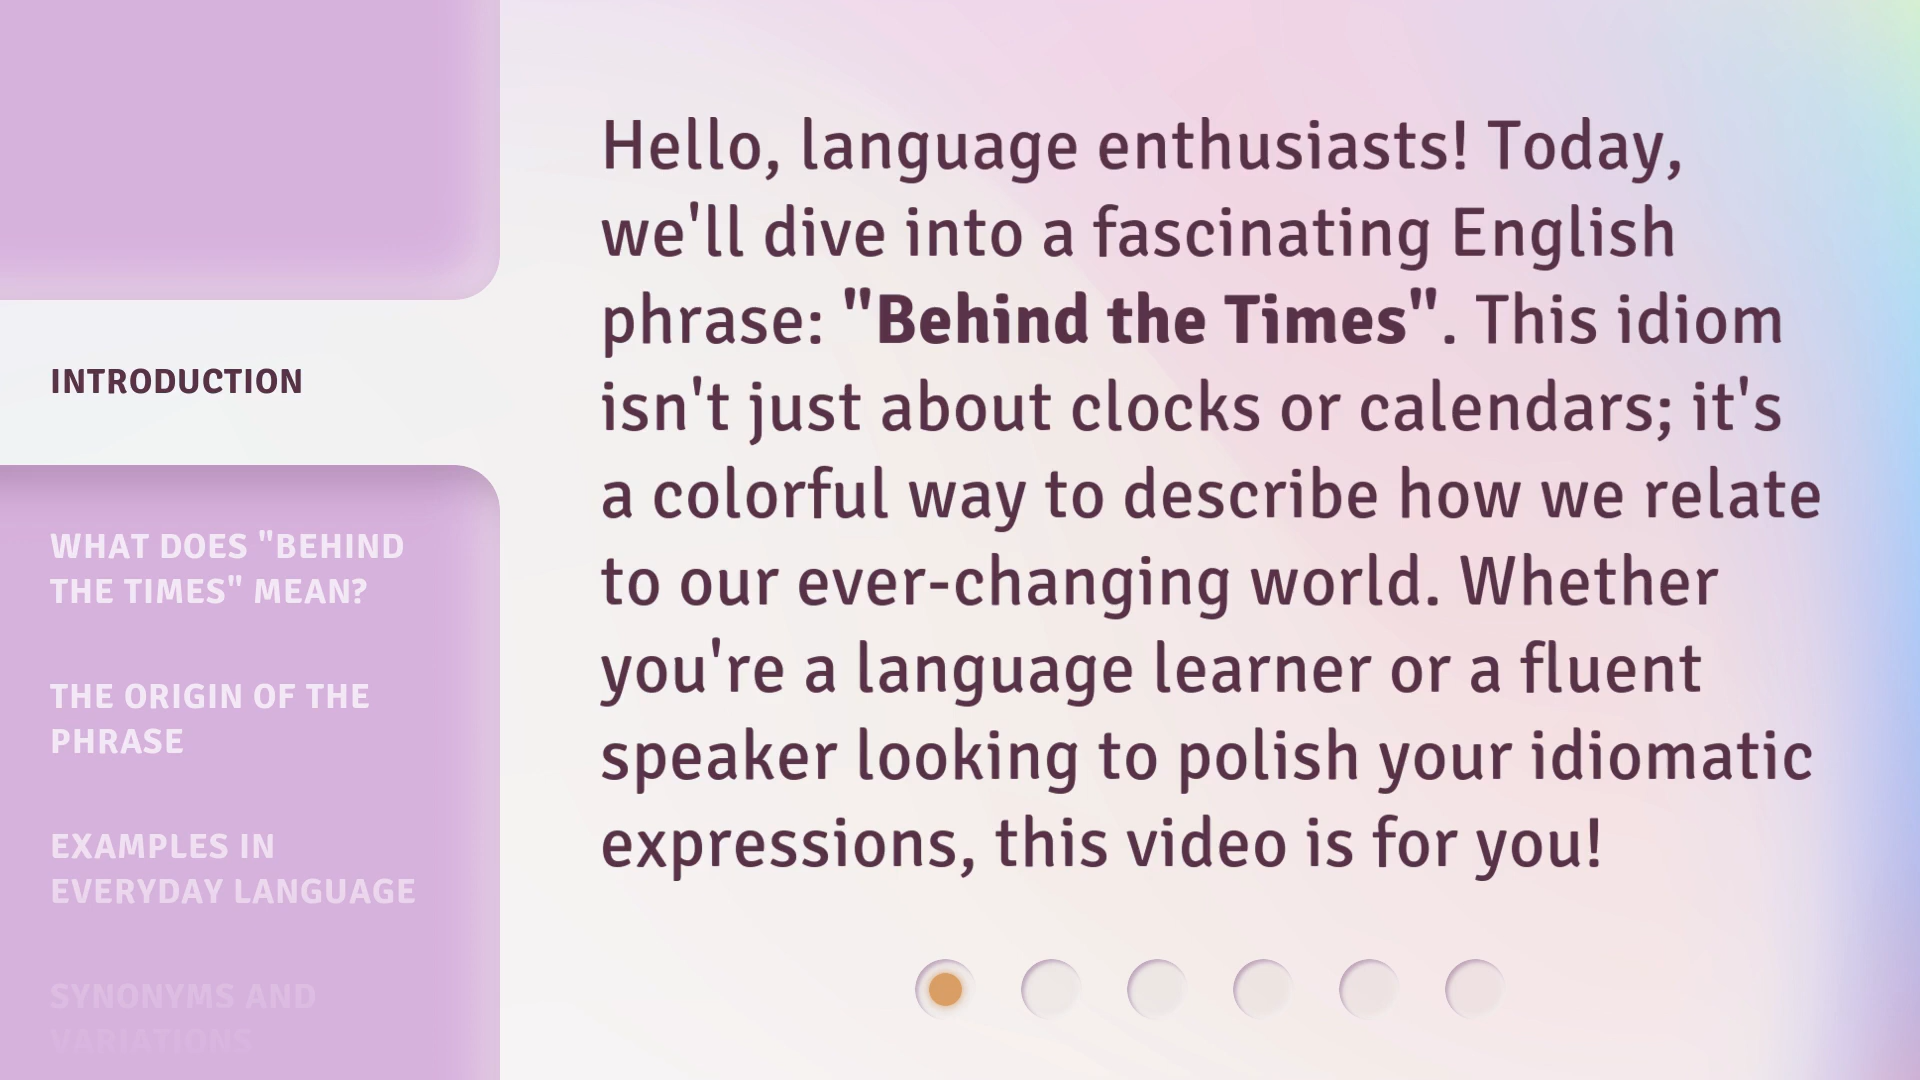 INTRODUCTION
WHAT DOES "BEHIND
THE TIMES" MEAN?
THE ORIGIN OF THE
PHRASE
EXAMPLES IN
EVERYDAY LANGUAGE
SYNONYMS AND
VARIATIONS
Hello, language enthusiasts! Today,
we'll dive into a fascinating English
phrase: "Behind the Times". This idiom
isn't just about clocks or calendars; it's
a colorful way to describe how we relate
to our ever-changing world. Whether
you're a language learner or a fluent
speaker looking to polish your idiomatic
expressions, this video is for you!